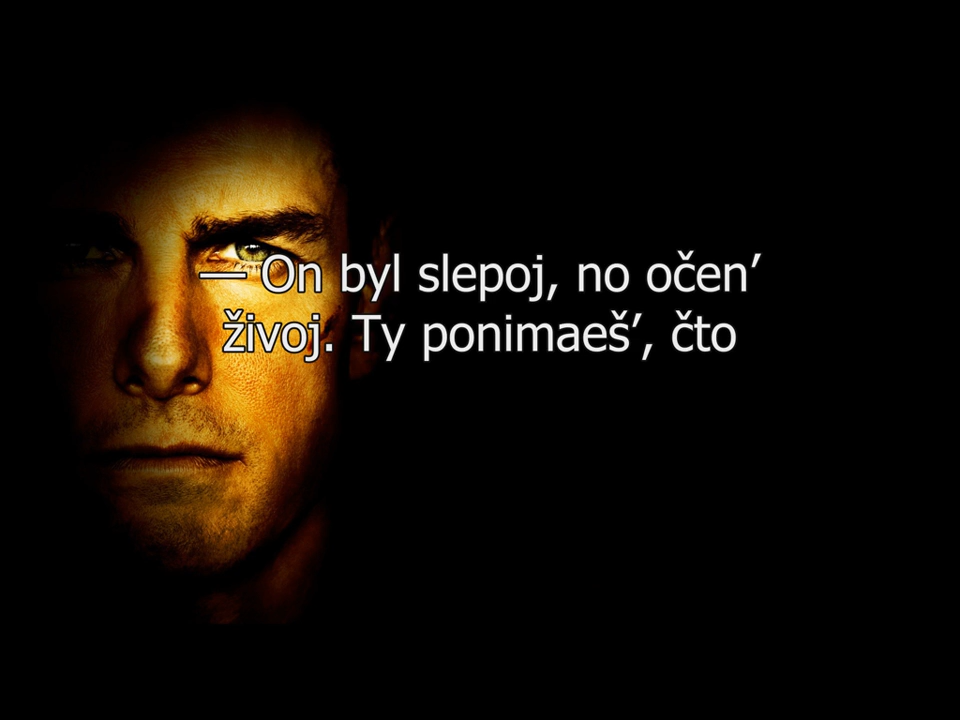 — On byl slepoj, no očen’
živoj. Ty ponimaeš’, čto